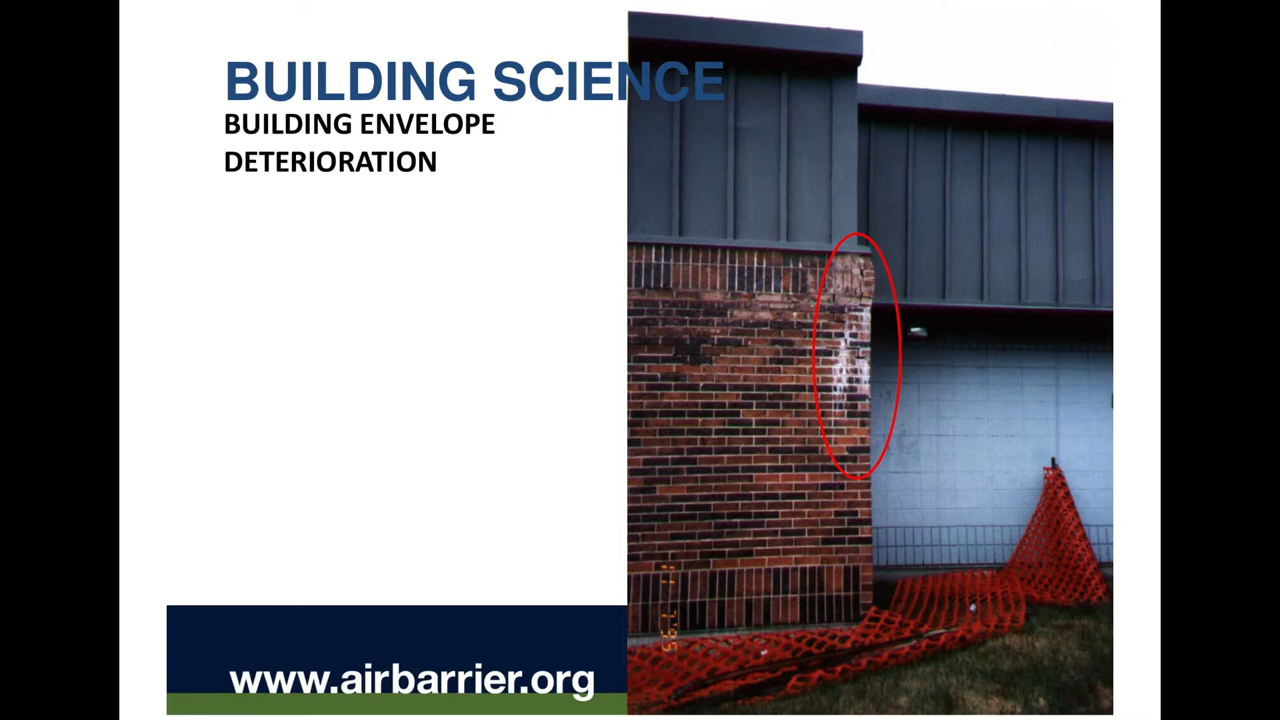 BUILDING SCIENCE
BUILDING ENVELOPE
DETERIORATION
www.airbarrier.org